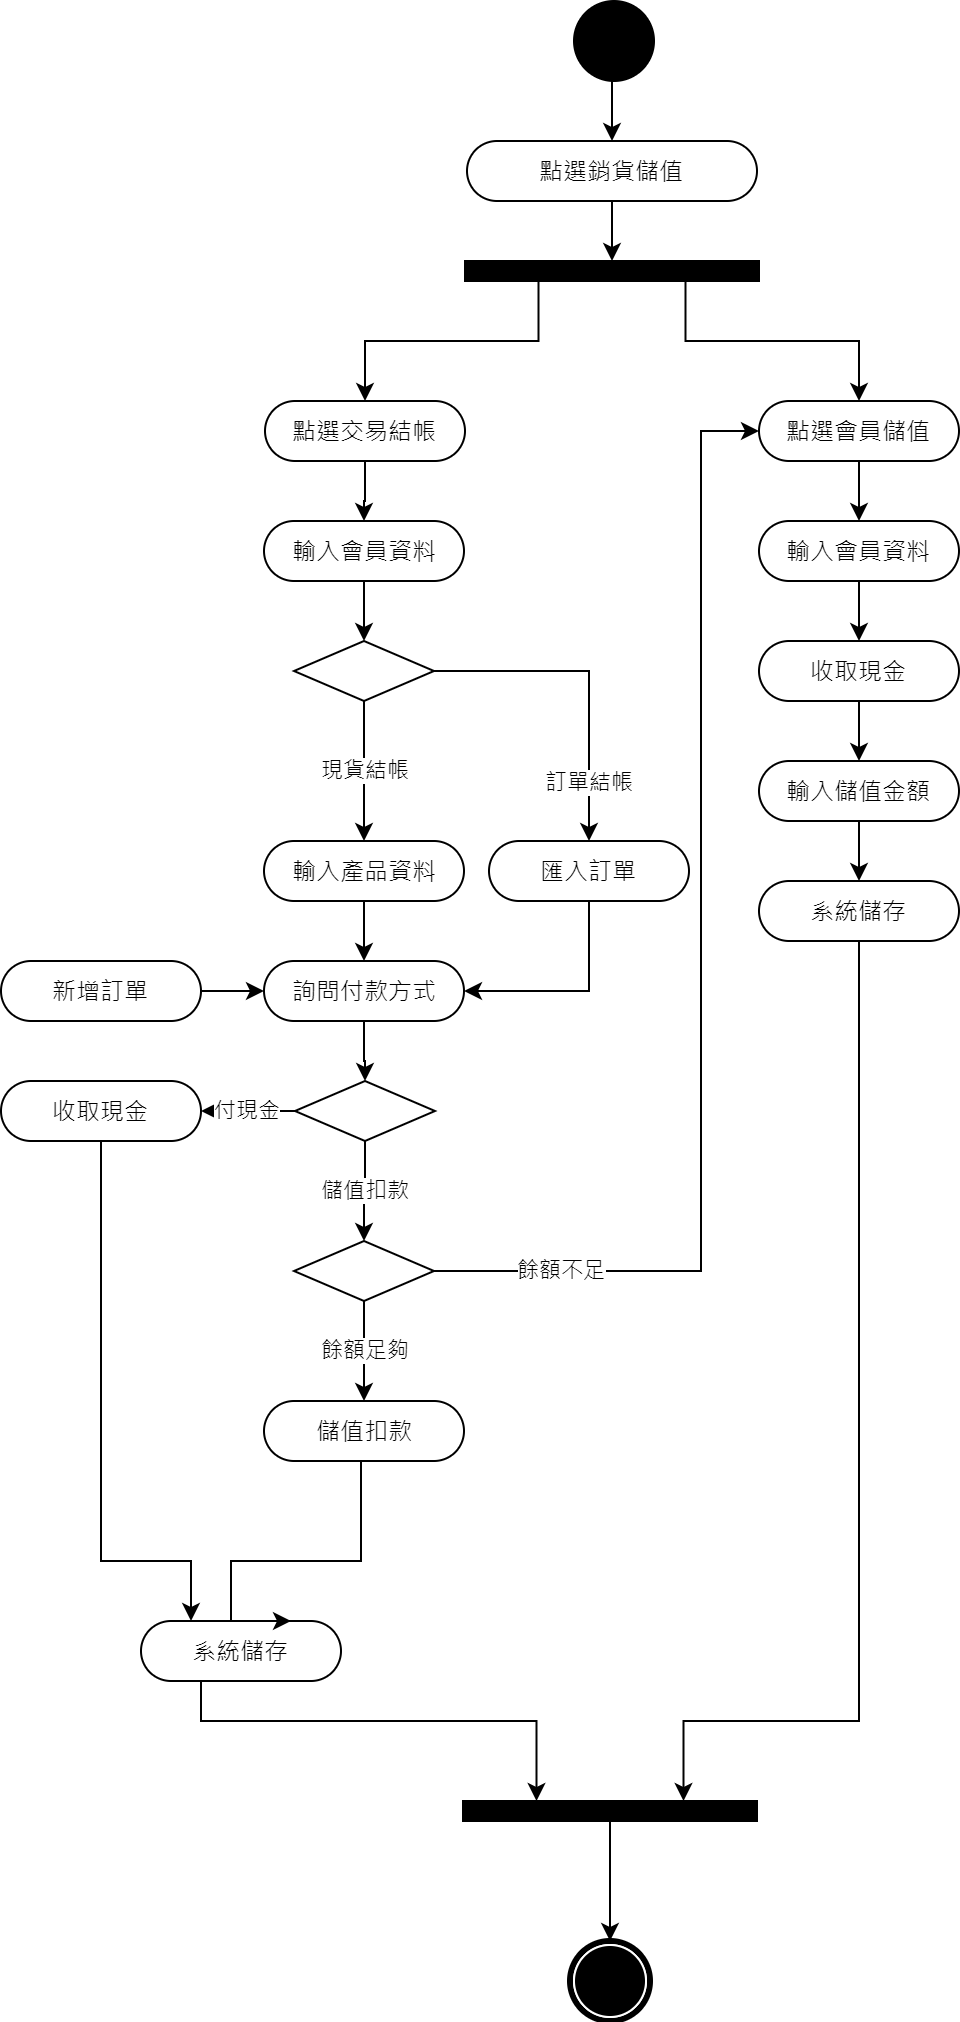 點選銷貨儲值
點選交易結帳
點選會員儲值
輸入會員資料
輸入會員資料
收取現金
現貨結帳
訂單結帳
輸入儲值金額
輸入產品資料
匯入訂單
系統儲存
新增訂單
詢問付款方式
收取現金
付現金
儲值扣款
餘額不足
餘額足夠
儲值扣款
系統儲存